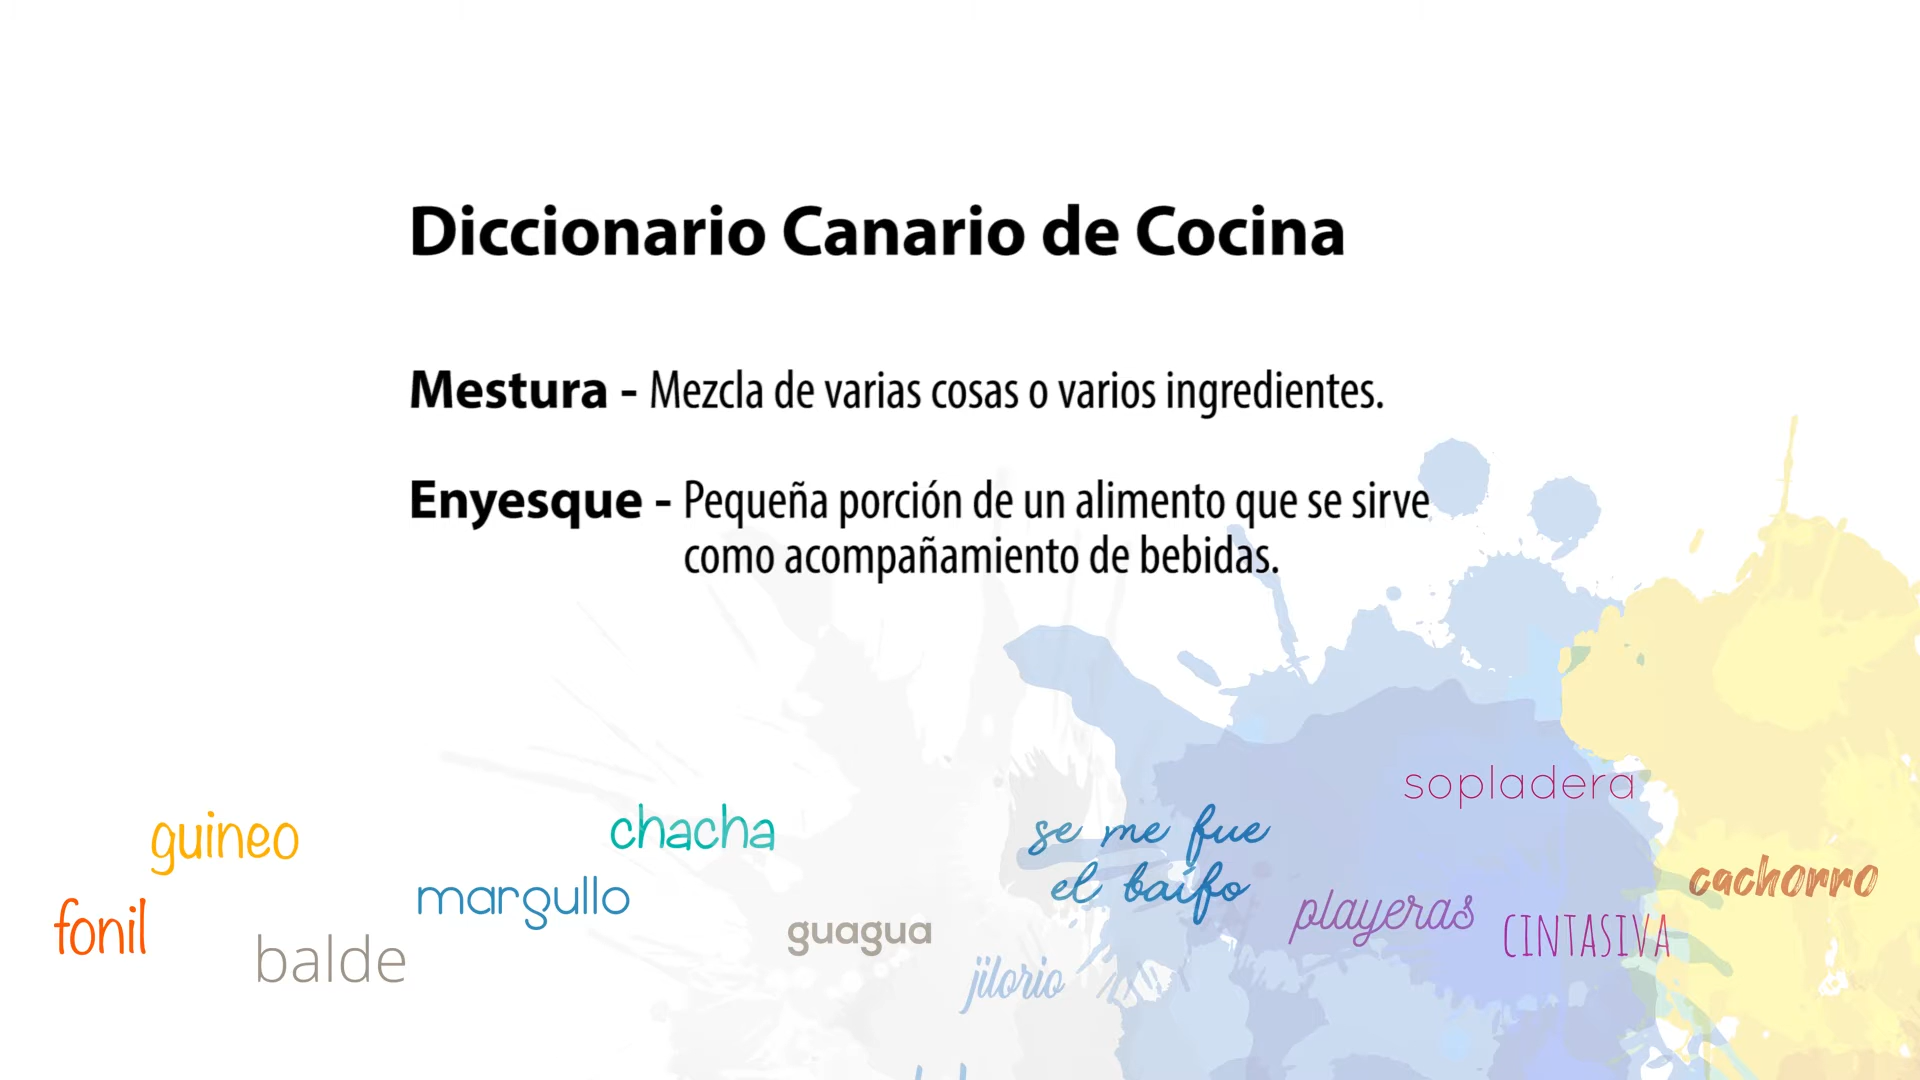 Diccionario Canario de Cocina
Mestura - Mezcla de varias cosas o varios ingredientes.
Enyesque - Pequeña porción de un alimento que se sirve
como acompañamiento de bebidas.
sopladera
guineo
chacha
se me fue
el baifo
cachorro
margullo
fonil
playeras
CINTASIVA
guagua
balde
jilorio